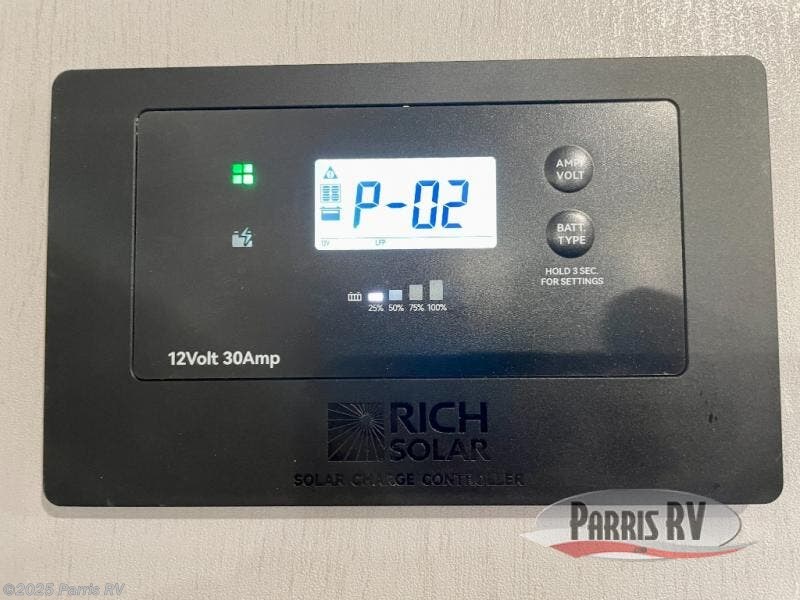 P-02
0V LFP
AMP/
VOLT
BATT.
TYPE
HOLD 3 SEC.
FOR SETTINGS
25% 50% 75% 100%
12Volt 30Amp
RICH
SOLAR
SOLAR CHARGE CONTROLLER
PARRIS RV
©2025 Parris RV